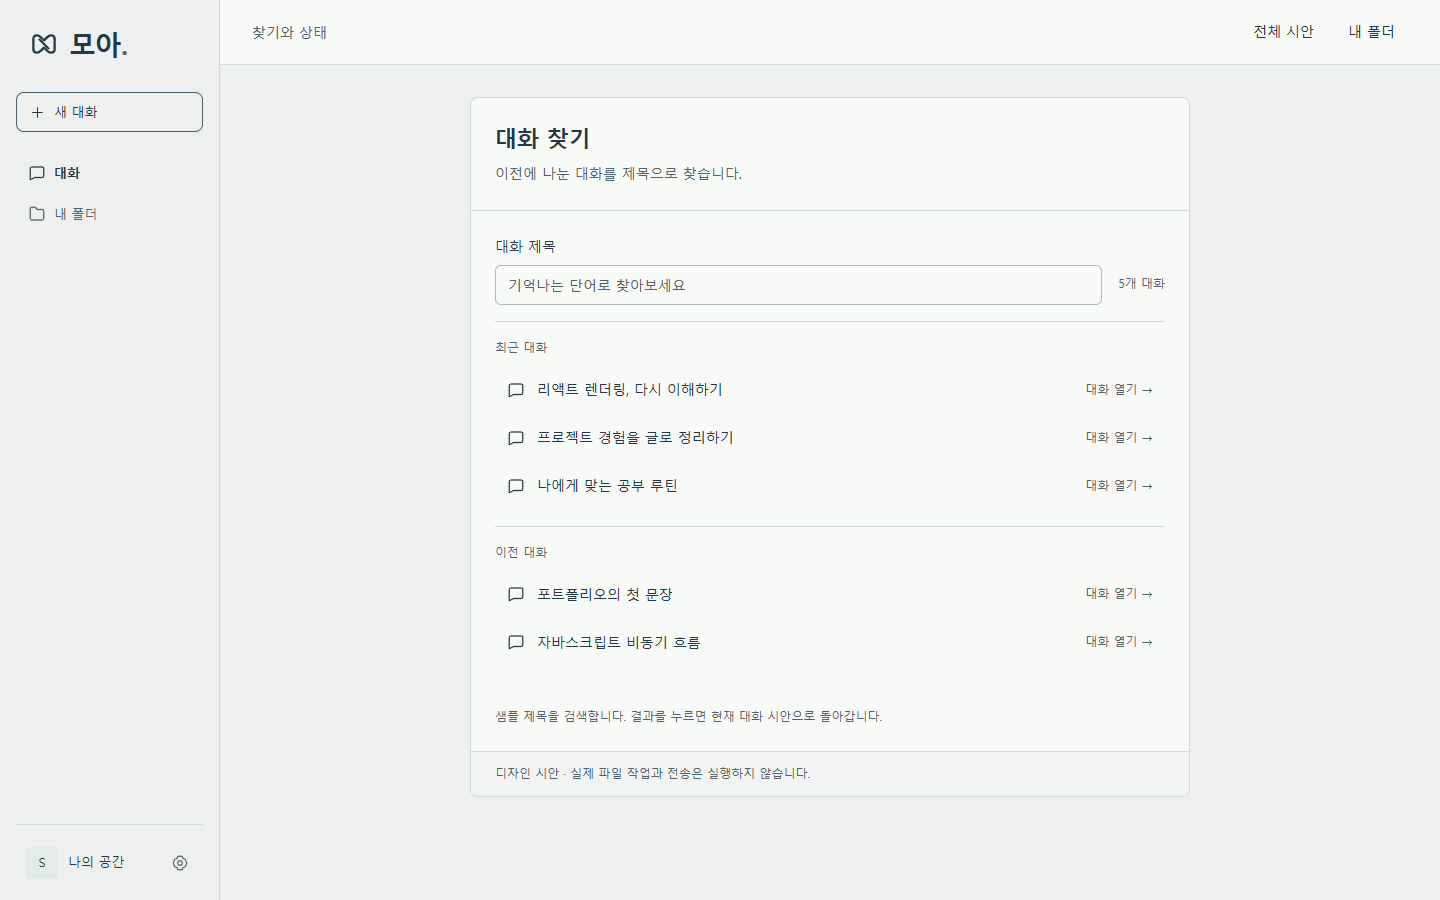 모아.
새 대화
대화
내 폴더
S 나의 공간
찾기와 상태
전체 시안 내 폴더
대화 찾기
이전에 나눈 대화를 제목으로 찾습니다.
대화 제목
기억나는 단어로 찾아보세요 5개 대화
최근 대화
리액트 렌더링, 다시 이해하기 대화 열기 →
프로젝트 경험을 글로 정리하기 대화 열기 →
나에게 맞는 공부 루틴 대화 열기 →
이전 대화
포트폴리오의 첫 문장 대화 열기 →
자바스크립트 비동기 흐름 대화 열기 →
샘플 제목을 검색합니다. 결과를 누르면 현재 대화 시안으로 돌아갑니다.
디자인 시안 · 실제 파일 작업과 전송은 실행하지 않습니다.